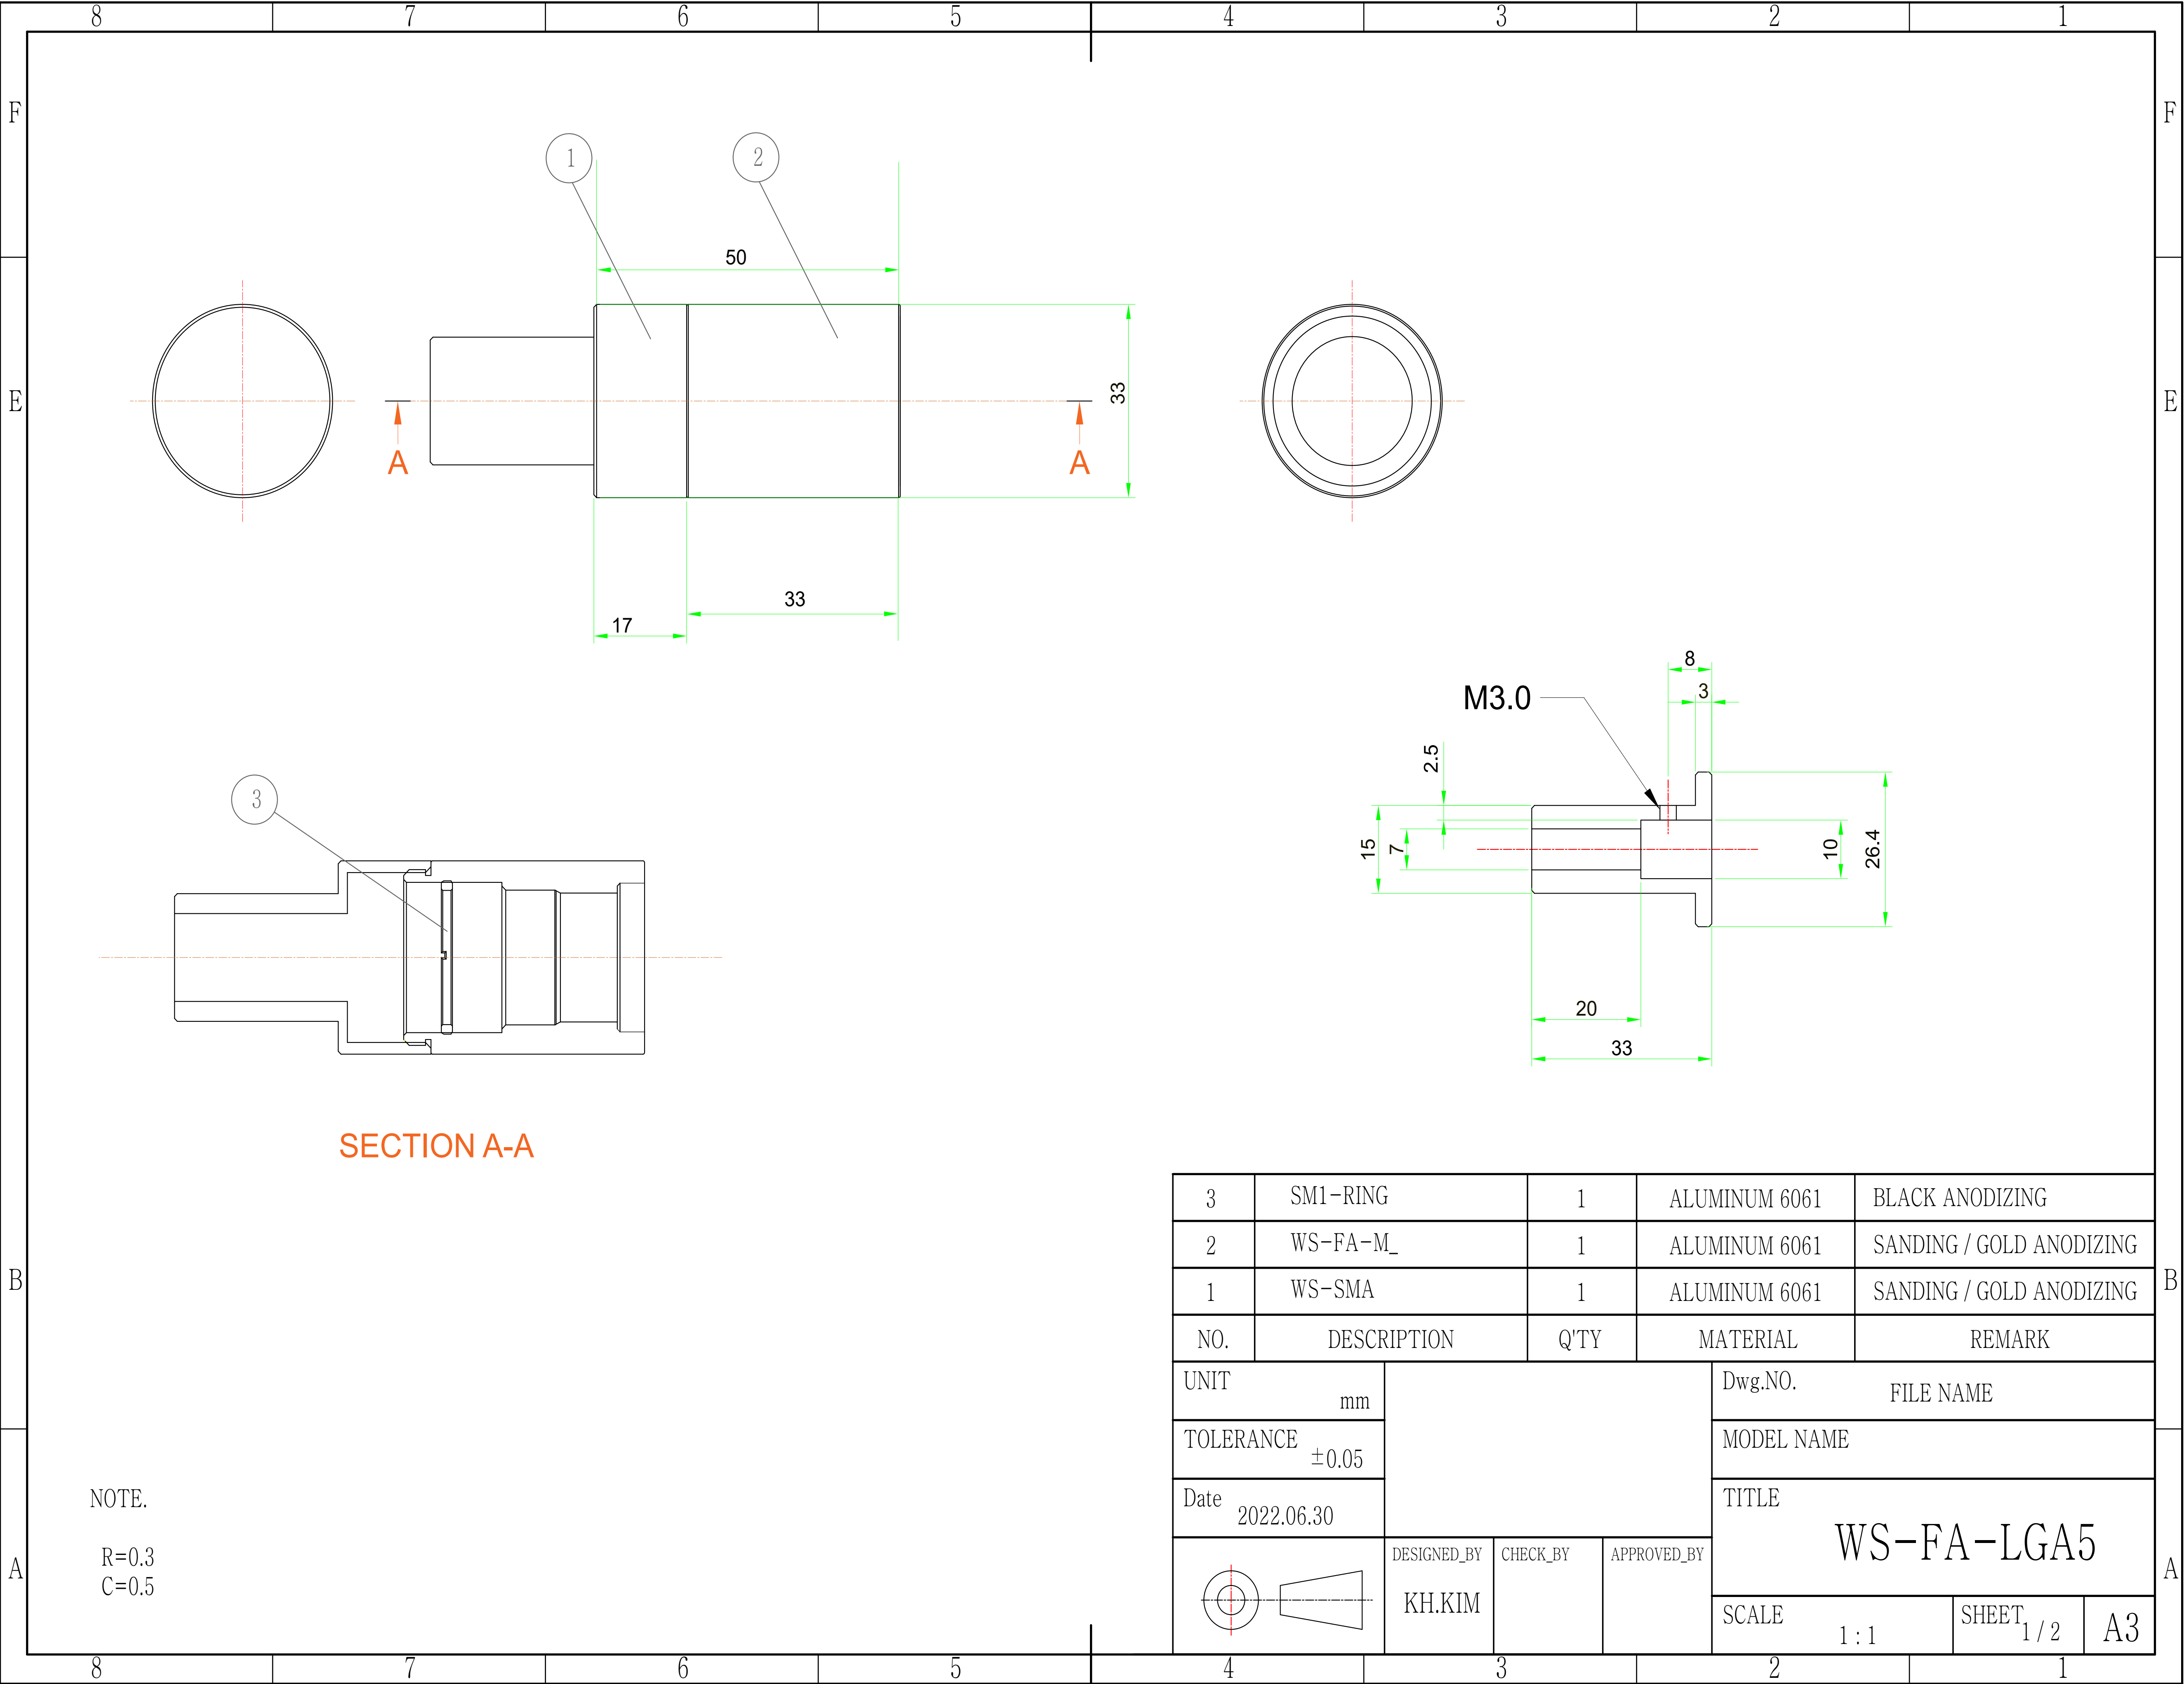 8 7 6 5 4 3 2 1
F F
1 2
50
E E
33
A A
33
17
8
M3.0 3
2.5
3
15 7 10 26.4
20
33
SECTION A-A
3 SM1-RING 1 ALUMINUM 6061 BLACK ANODIZING
2 WS-FA-M_ 1 ALUMINUM 6061 SANDING / GOLD ANODIZING
B B
1 WS-SMA 1 ALUMINUM 6061 SANDING / GOLD ANODIZING
NO. DESCRIPTION Q'TY MATERIAL REMARK
UNIT mm
Dwg.NO. FILE NAME
TOLERANCE ±0.05
MODEL NAME
Date 2022.06.30
TITLE
WS-FA-LGA5
NOTE.
R=0.3
C=0.5
A A
DESIGNED_BY CHECK_BY APPROVED_BY
KH.KIM
SCALE 1 : 1 SHEET 1 / 2 A3
8 7 6 5 4 3 2 1